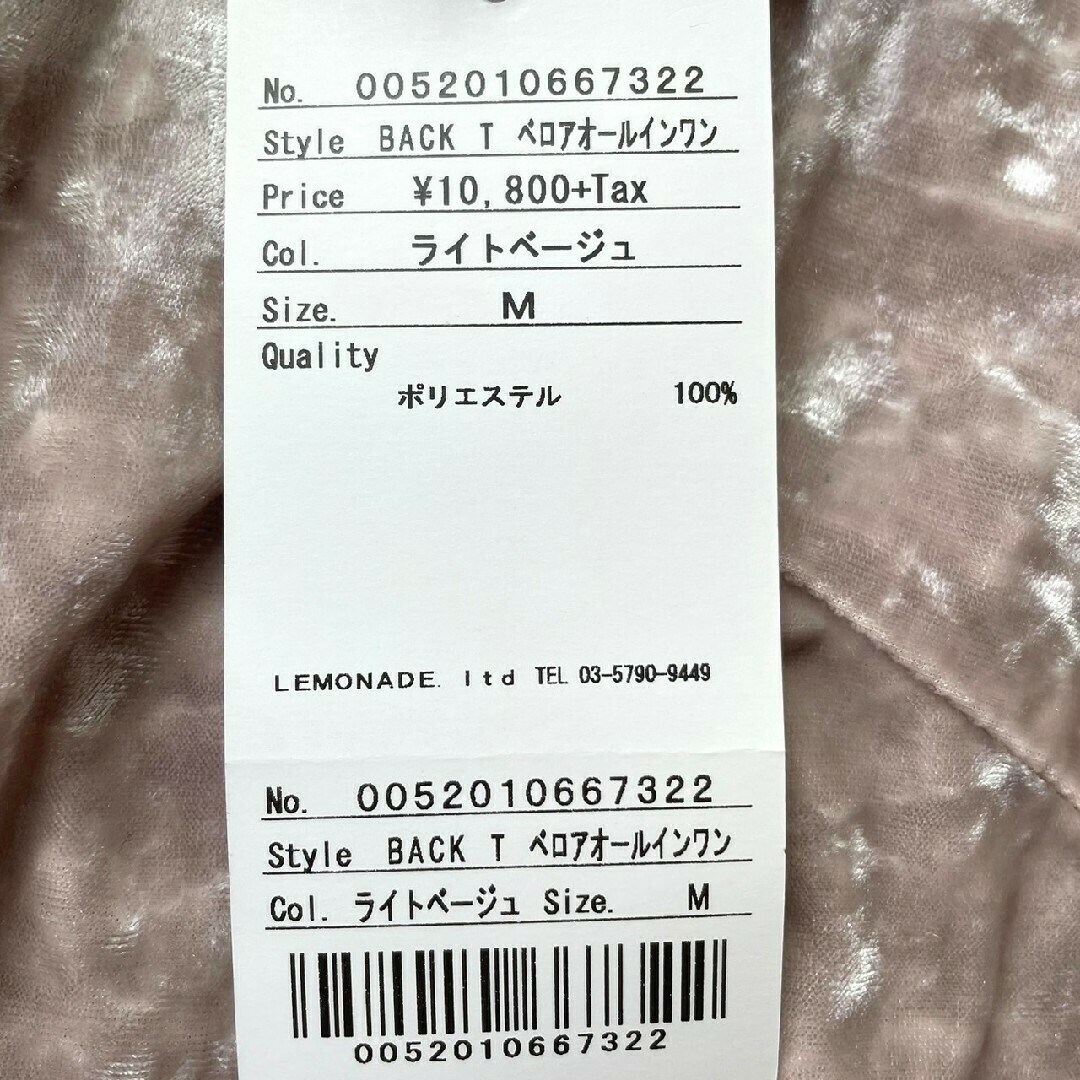 No. 0052010667322
Style BACK T ベロアオールインワン
Price ¥10,800+Tax
Col. ライトベージュ
Size. M
Quality
ポリエステル 100%
LEMONADE. ltd TEL 03-5790-9449
No. 0052010667322
Style BACK T ベロアオールインワン
Col. ライトベージュ Size. M
0052010667322